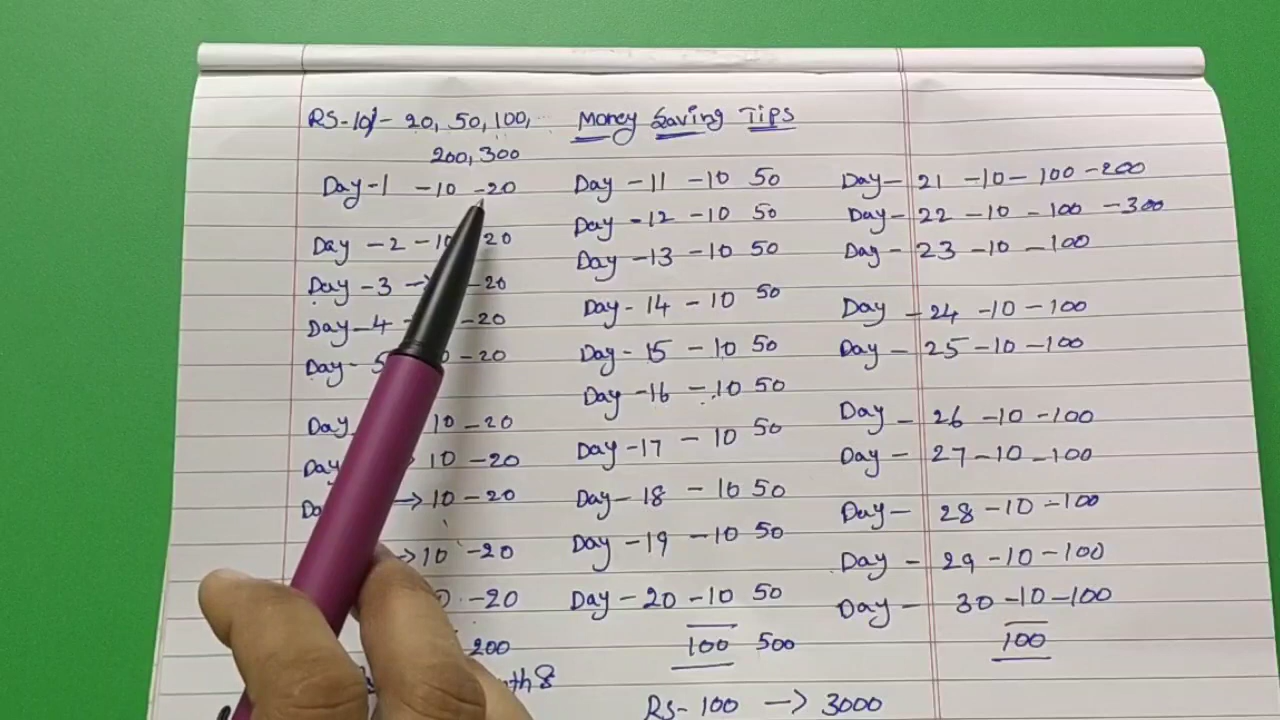 RS-10/- 20, 50, 100,
200, 300
Money Saving Tips
Day-1 -10 -20
Day -2 -10 20
Day -3 → -20
Day-4 -20
Day- 5 0 -20
Day 10 -20
Day → 10 -20
→ 10 -20
→ 10 -20
0 -20
200
Day -11 -10 50
Day -12 -10 50
Day -13 -10 50
Day- 14 -10 50
Day- 15 -10 50
Day -16 -10 50
Day -17 - 10 50
Day- 18 - 10 50
Day -19 -10 50
Day -20 -10 50
100 500
RS- 100 → 3000
Day- 21 -10 - 100 -200
Day- 22 -10 - 100 -300
Day- 23 -10 -100
Day - 24 -10 -100
Day - 25 -10 -100
Day - 26 -10 -100
Day - 27 -10 -100
Day- 28 -10 -100
Day - 29 -10 -100
Day - 30 -10 -100
100